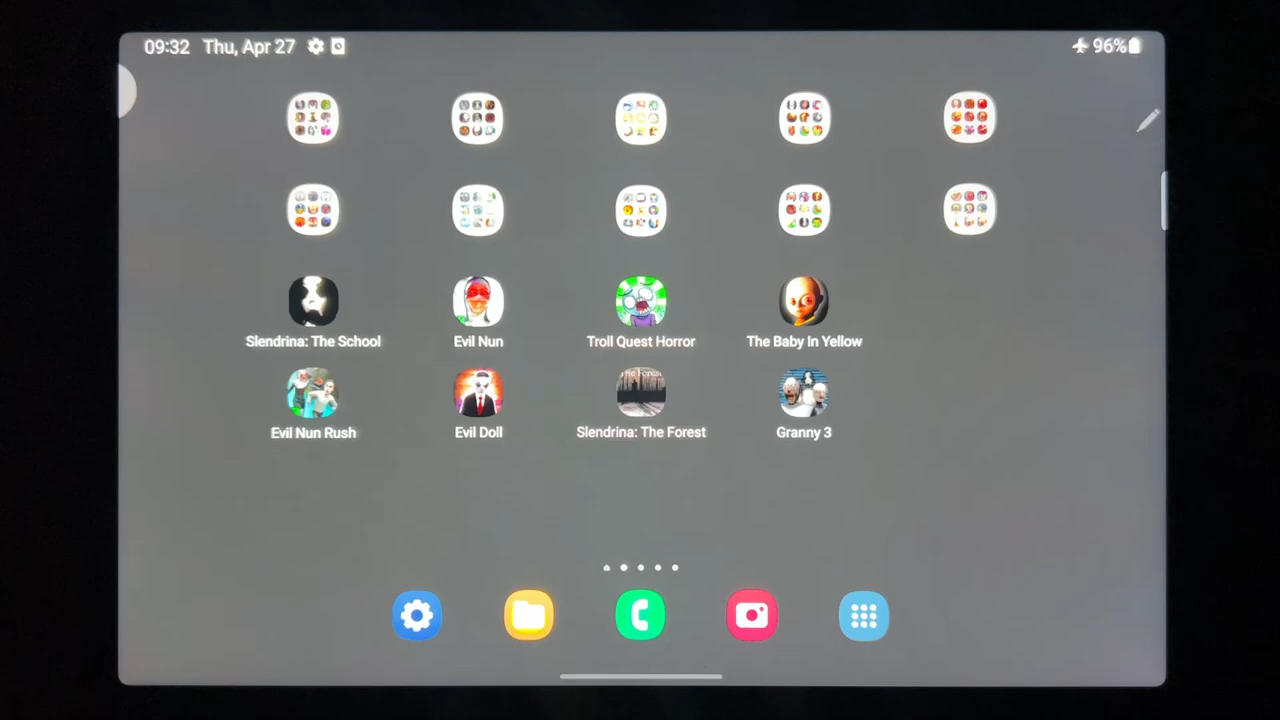 09:32 Thu, Apr 27 96%
Slendrina: The School Evil Nun Troll Quest Horror The Baby In Yellow
Evil Nun Rush Evil Doll Slendrina: The Forest Granny 3